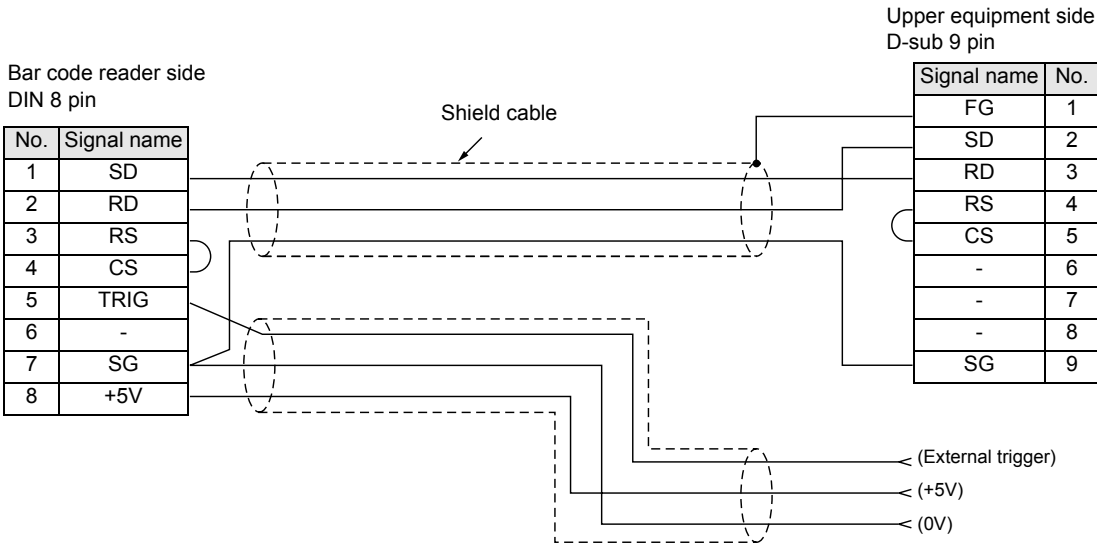 Upper equipment side
D-sub 9 pin
Bar code reader side
DIN 8 pin
Shield cable
No. Signal name
1 SD
2 RD
3 RS
4 CS
5 TRIG
6 -
7 SG
8 +5V
Signal name No.
FG 1
SD 2
RD 3
RS 4
CS 5
- 6
- 7
- 8
SG 9
(External trigger)
(+5V)
(0V)